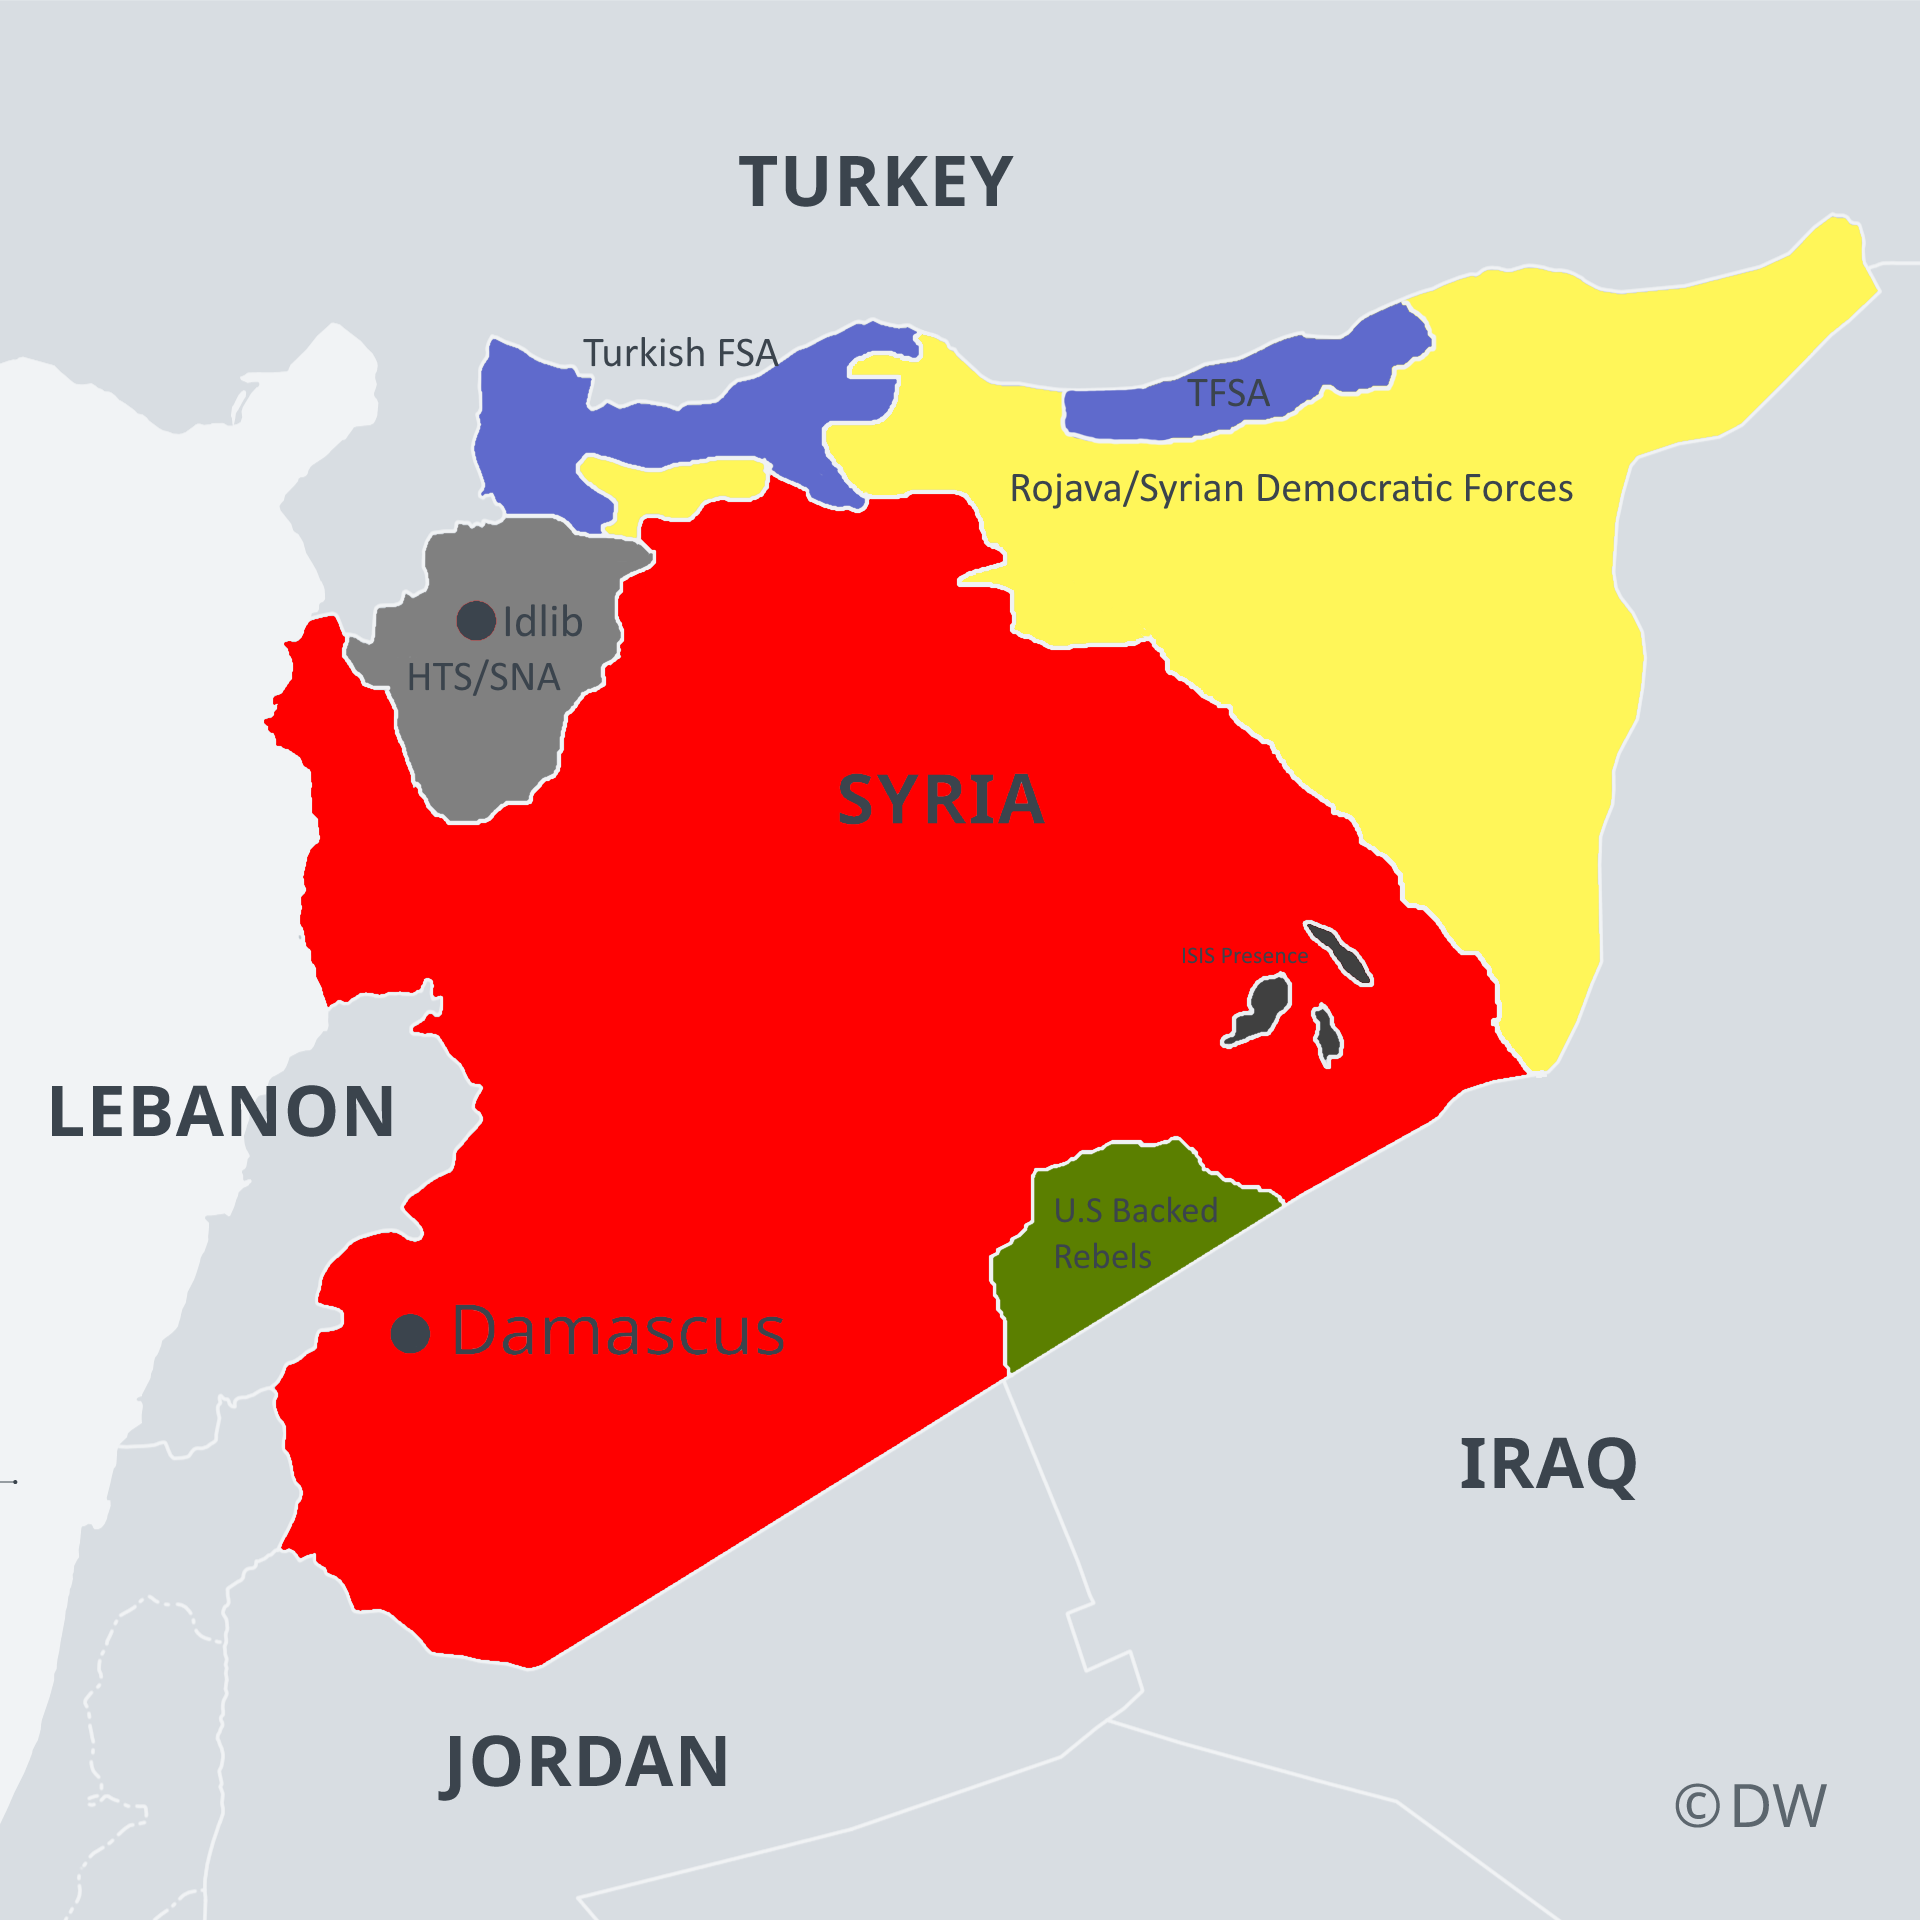 TURKEY
Turkish FSA
TFSA
Rojava/Syrian Democratic Forces
Idlib
HTS/SNA
SYRIA
ISIS Presence
LEBANON
U.S Backed
Rebels
Damascus
IRAQ
JORDAN
©DW